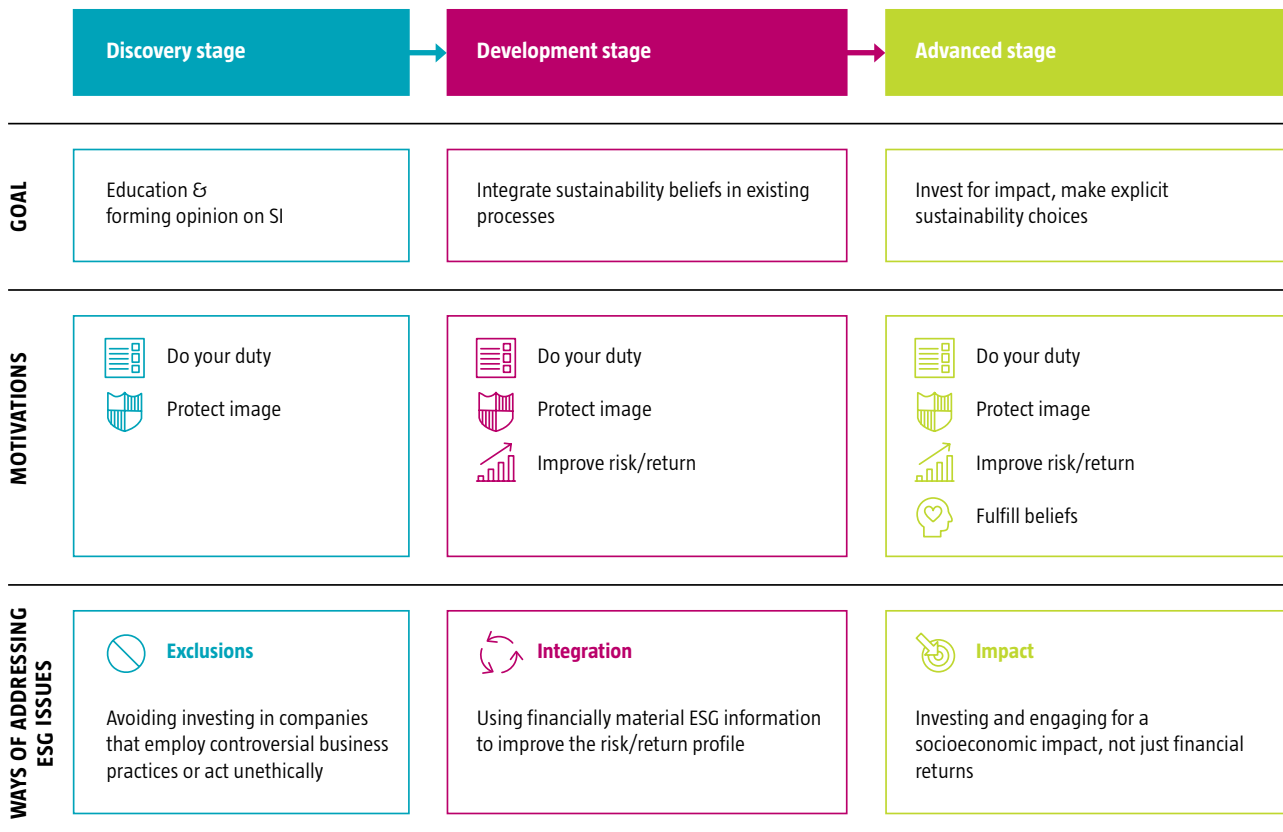 Discovery stage
Development stage
Advanced stage
GOAL
Education &
forming opinion on SI
Integrate sustainability beliefs in existing
processes
Invest for impact, make explicit
sustainability choices
MOTIVATIONS
Do your duty
Protect image
Do your duty
Protect image
Improve risk/return
Do your duty
Protect image
Improve risk/return
Fulfill beliefs
WAYS OF ADDRESSING
ESG ISSUES
Exclusions
Avoiding investing in companies
that employ controversial business
practices or act unethically
Integration
Using financially material ESG information
to improve the risk/return profile
Impact
Investing and engaging for a
socioeconomic impact, not just financial
returns